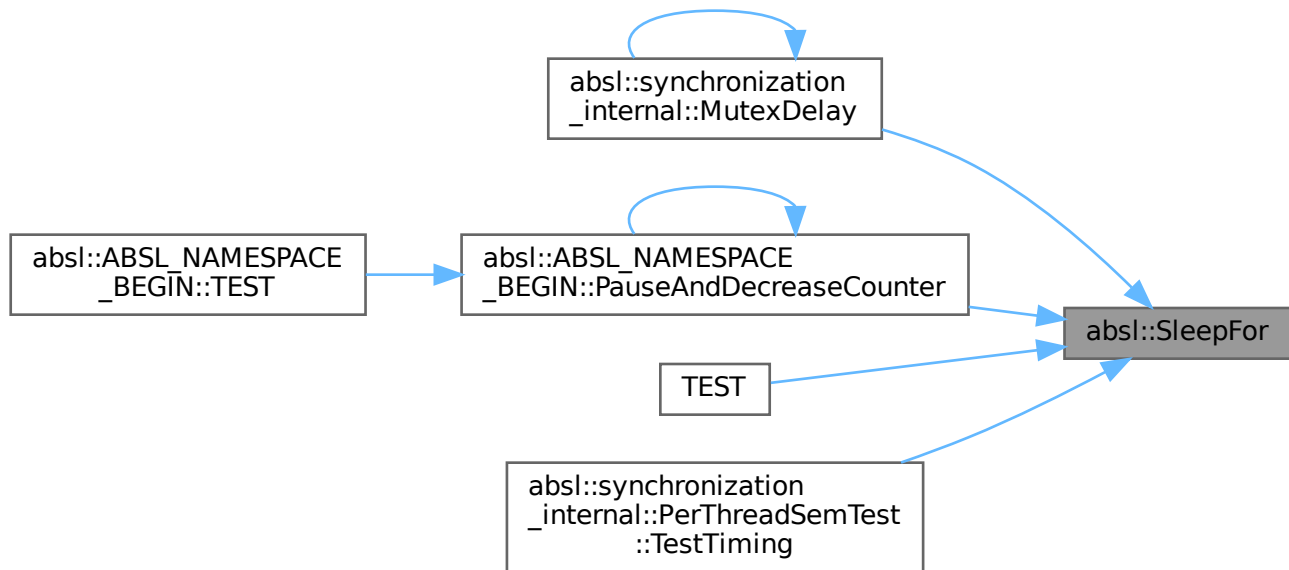 absl::synchronization
_internal::MutexDelay
absl::ABSL_NAMESPACE
_BEGIN::TEST
absl::ABSL_NAMESPACE
_BEGIN::PauseAndDecreaseCounter
absl::SleepFor
TEST
absl::synchronization
_internal::PerThreadSemTest
::TestTiming